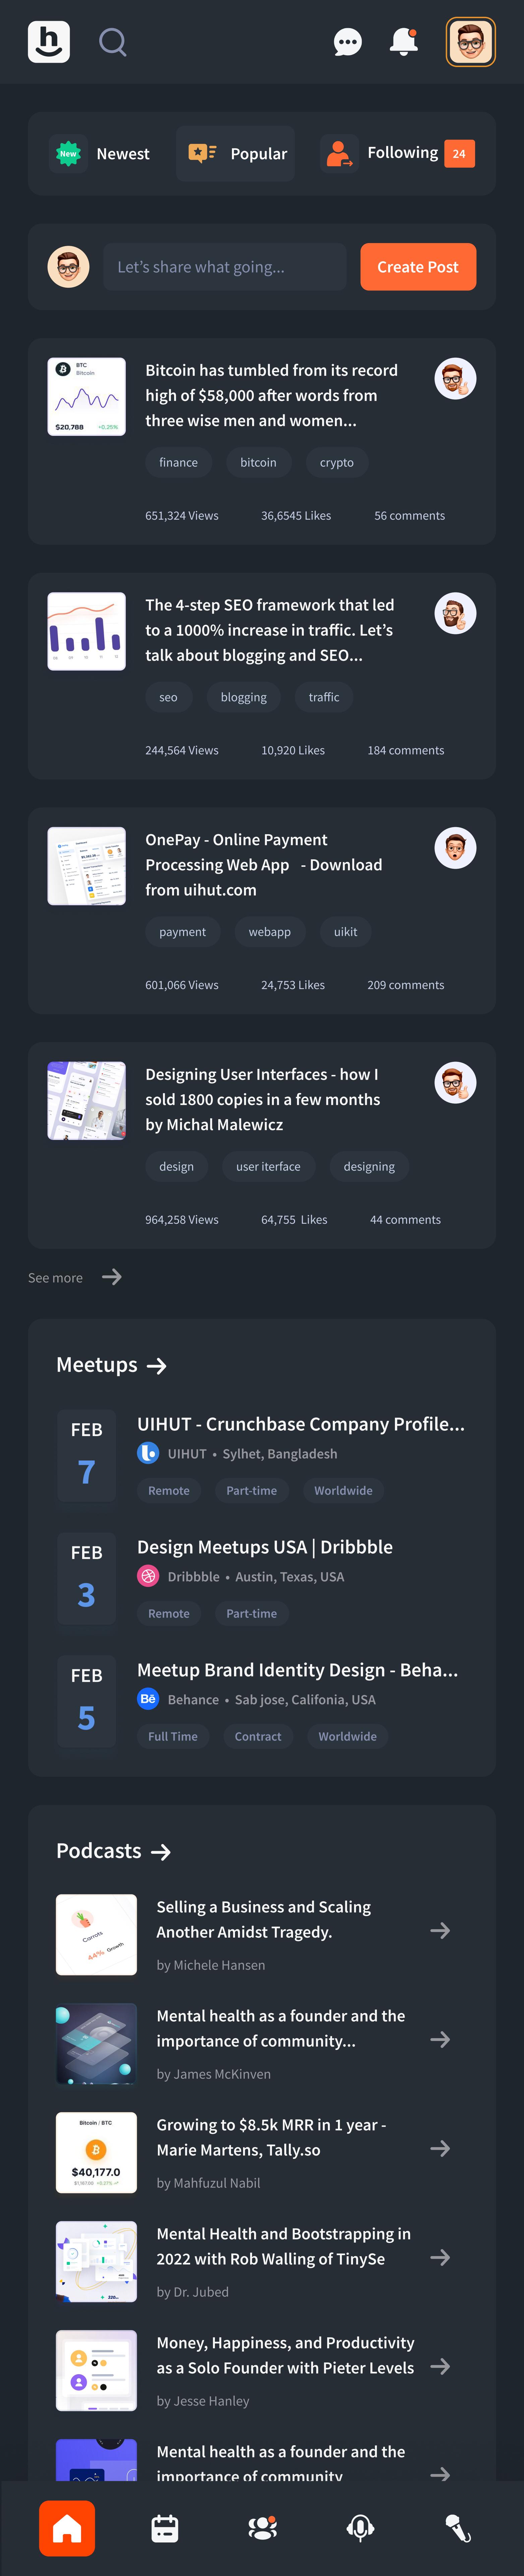 h
New
Newest
Popular
Following
24
Let's share what going...
Create Post
BTC
Bitcoin
$20,788
+0.25%
Bitcoin has tumbled from its record
high of $58,000 after words from
three wise men and women...
finance
bitcoin
crypto
651,324 Views
36,6545 Likes
56 comments
The 4-step SEO framework that led
to a 1000% increase in traffic. Let's
talk about blogging and SEO...
seo
blogging
traffic
244,564 Views
10,920 Likes
184 comments
OnePay - Online Payment
Processing Web App - Download
from uihut.com
payment
webapp
uikit
601,066 Views
24,753 Likes
209 comments
Designing User Interfaces - how I
sold 1800 copies in a few months
by Michal Malewicz
design
user iterface
designing
964,258 Views
64,755 Likes
44 comments
See more
Meetups
FEB
7
UIHUT - Crunchbase Company Profile...
UIHUT • Sylhet, Bangladesh
Remote
Part-time
Worldwide
FEB
3
Design Meetups USA | Dribbble
Dribbble • Austin, Texas, USA
Remote
Part-time
FEB
5
Meetup Brand Identity Design - Beha...
Bē
Behance • Sab jose, Califonia, USA
Full Time
Contract
Worldwide
Podcasts
Carrots
44% Growth
Selling a Business and Scaling
Another Amidst Tragedy.
by Michele Hansen
Mental health as a founder and the
importance of community...
by James McKinven
Bitcoin / BTC
$40,177.0
Growing to $8.5k MRR in 1 year -
Marie Martens, Tally.so
by Mahfuzul Nabil
Mental Health and Bootstrapping in
2022 with Rob Walling of TinySe
by Dr. Jubed
Money, Happiness, and Productivity
as a Solo Founder with Pieter Levels
by Jesse Hanley
Mental health as a founder and the
importance of community